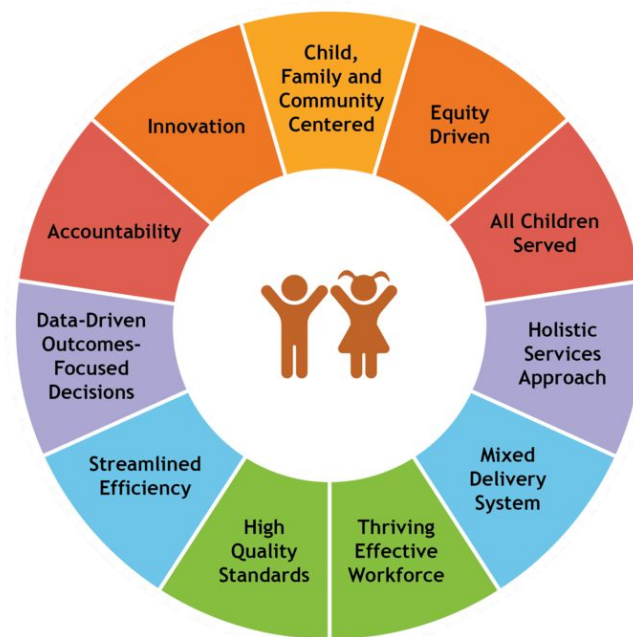 Child,
Family and
Community
Centered
Equity
Driven
All Children
Served
Holistic
Services
Approach
Mixed
Delivery
System
Thriving
Effective
Workforce
High
Quality
Standards
Streamlined
Efficiency
Data-Driven
Outcomes-
Focused
Decisions
Accountability
Innovation